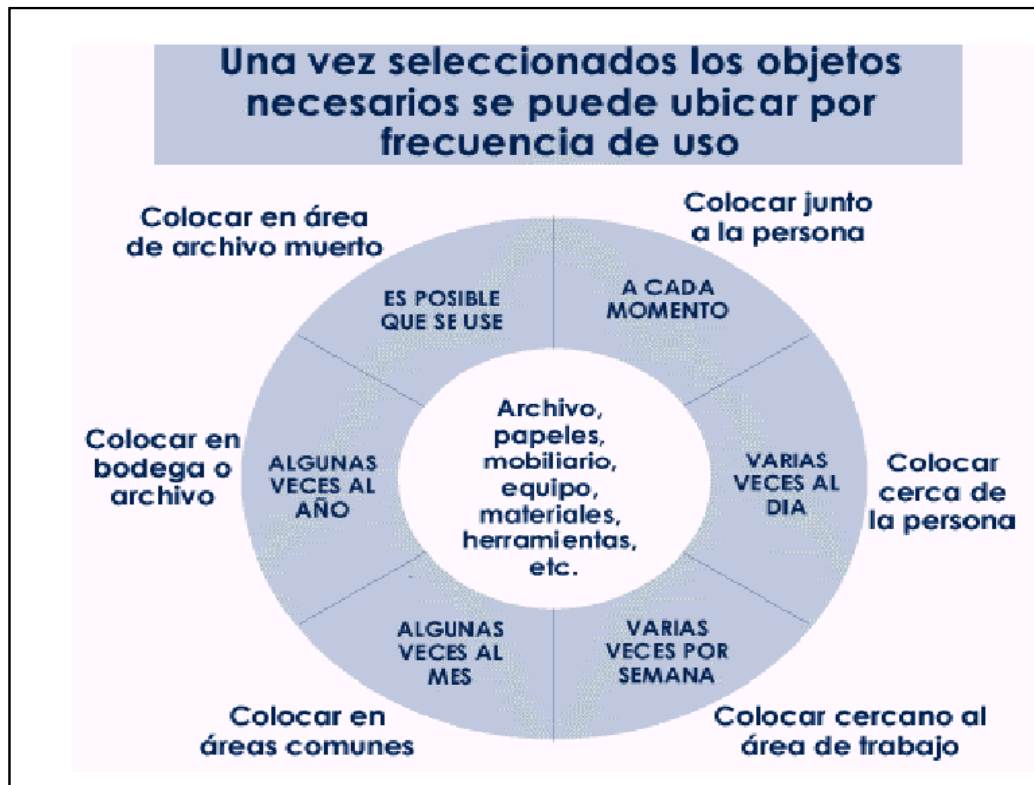 Una vez seleccionados los objetos
necesarios se puede ubicar por
frecuencia de uso
Colocar junto
a la persona
A CADA
MOMENTO
Colocar
cerca de
la persona
VARIAS
VECES AL
DIA
Colocar cercano al
área de trabajo
VARIAS
VECES POR
SEMANA
Colocar en
áreas comunes
ALGUNAS
VECES AL
MES
Colocar en
bodega o
archivo
ALGUNAS
VECES AL
AÑO
Colocar en área
de archivo muerto
ES POSIBLE
QUE SE USE
Archivo,
papeles,
mobiliario,
equipo,
materiales,
herramientas,
etc.